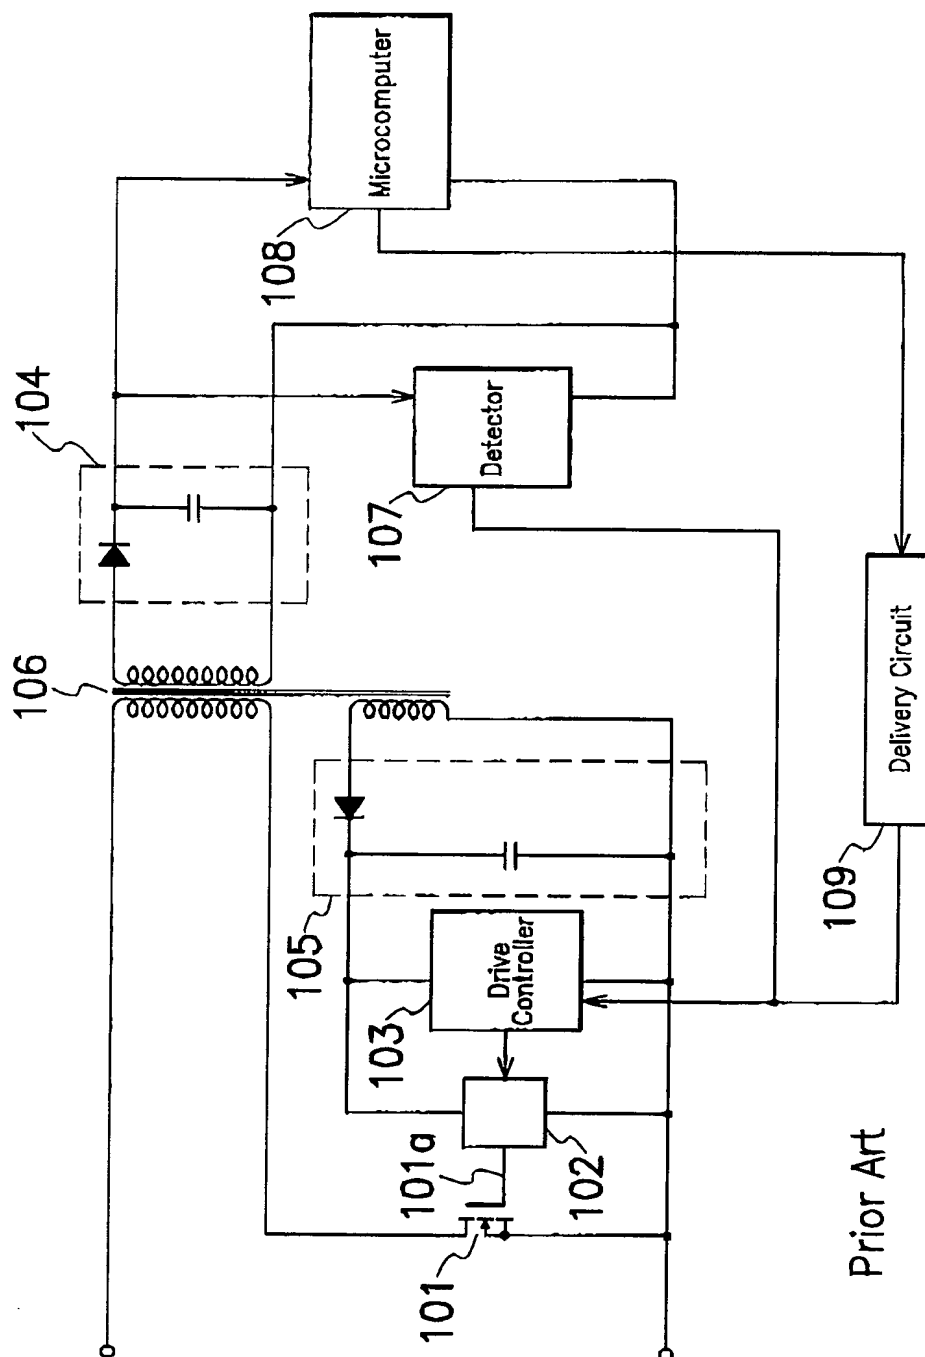 104
106
108
Microcomputer
107
Detector
105
103
Drive
Controller
101a
101
102
109
Delivery Circuit
Prior Art